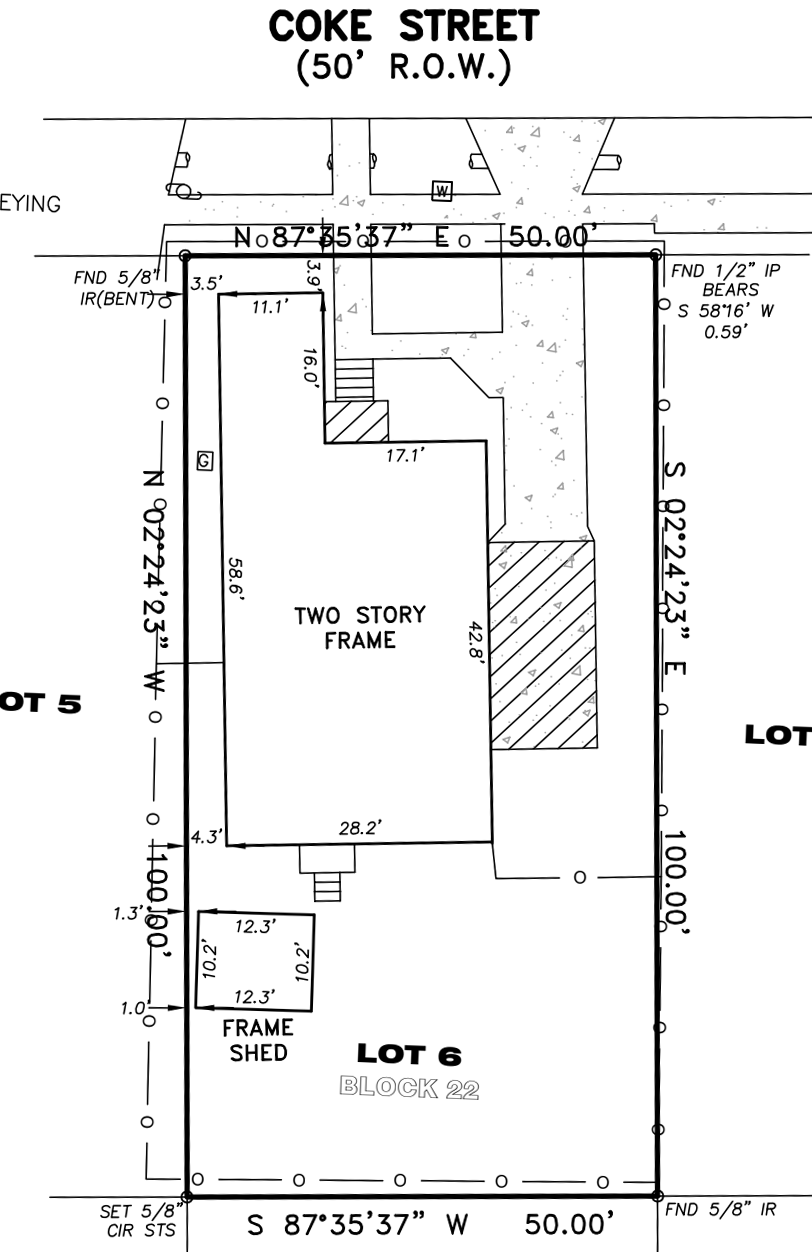 COKE STREET
(50' R.O.W.)
EYING
W
N 87°35'37" E 50.00'
FND 5/8"
IR(BENT)
FND 1/2" IP
BEARS
S 58°16' W
0.59'
3.5'
11.1'
3.9'
16.0'
17.1'
G
N 02°24'23" W 100.00'
S 02°24'23" E 100.00'
58.6'
TWO STORY
FRAME
42.8'
OT 5
LOT
4.3'
28.2'
1.3'
12.3'
10.2'
10.2'
1.0'
12.3'
FRAME
SHED
LOT 6
BLOCK 22
SET 5/8"
CIR STS
S 87°35'37" W 50.00'
FND 5/8" IR